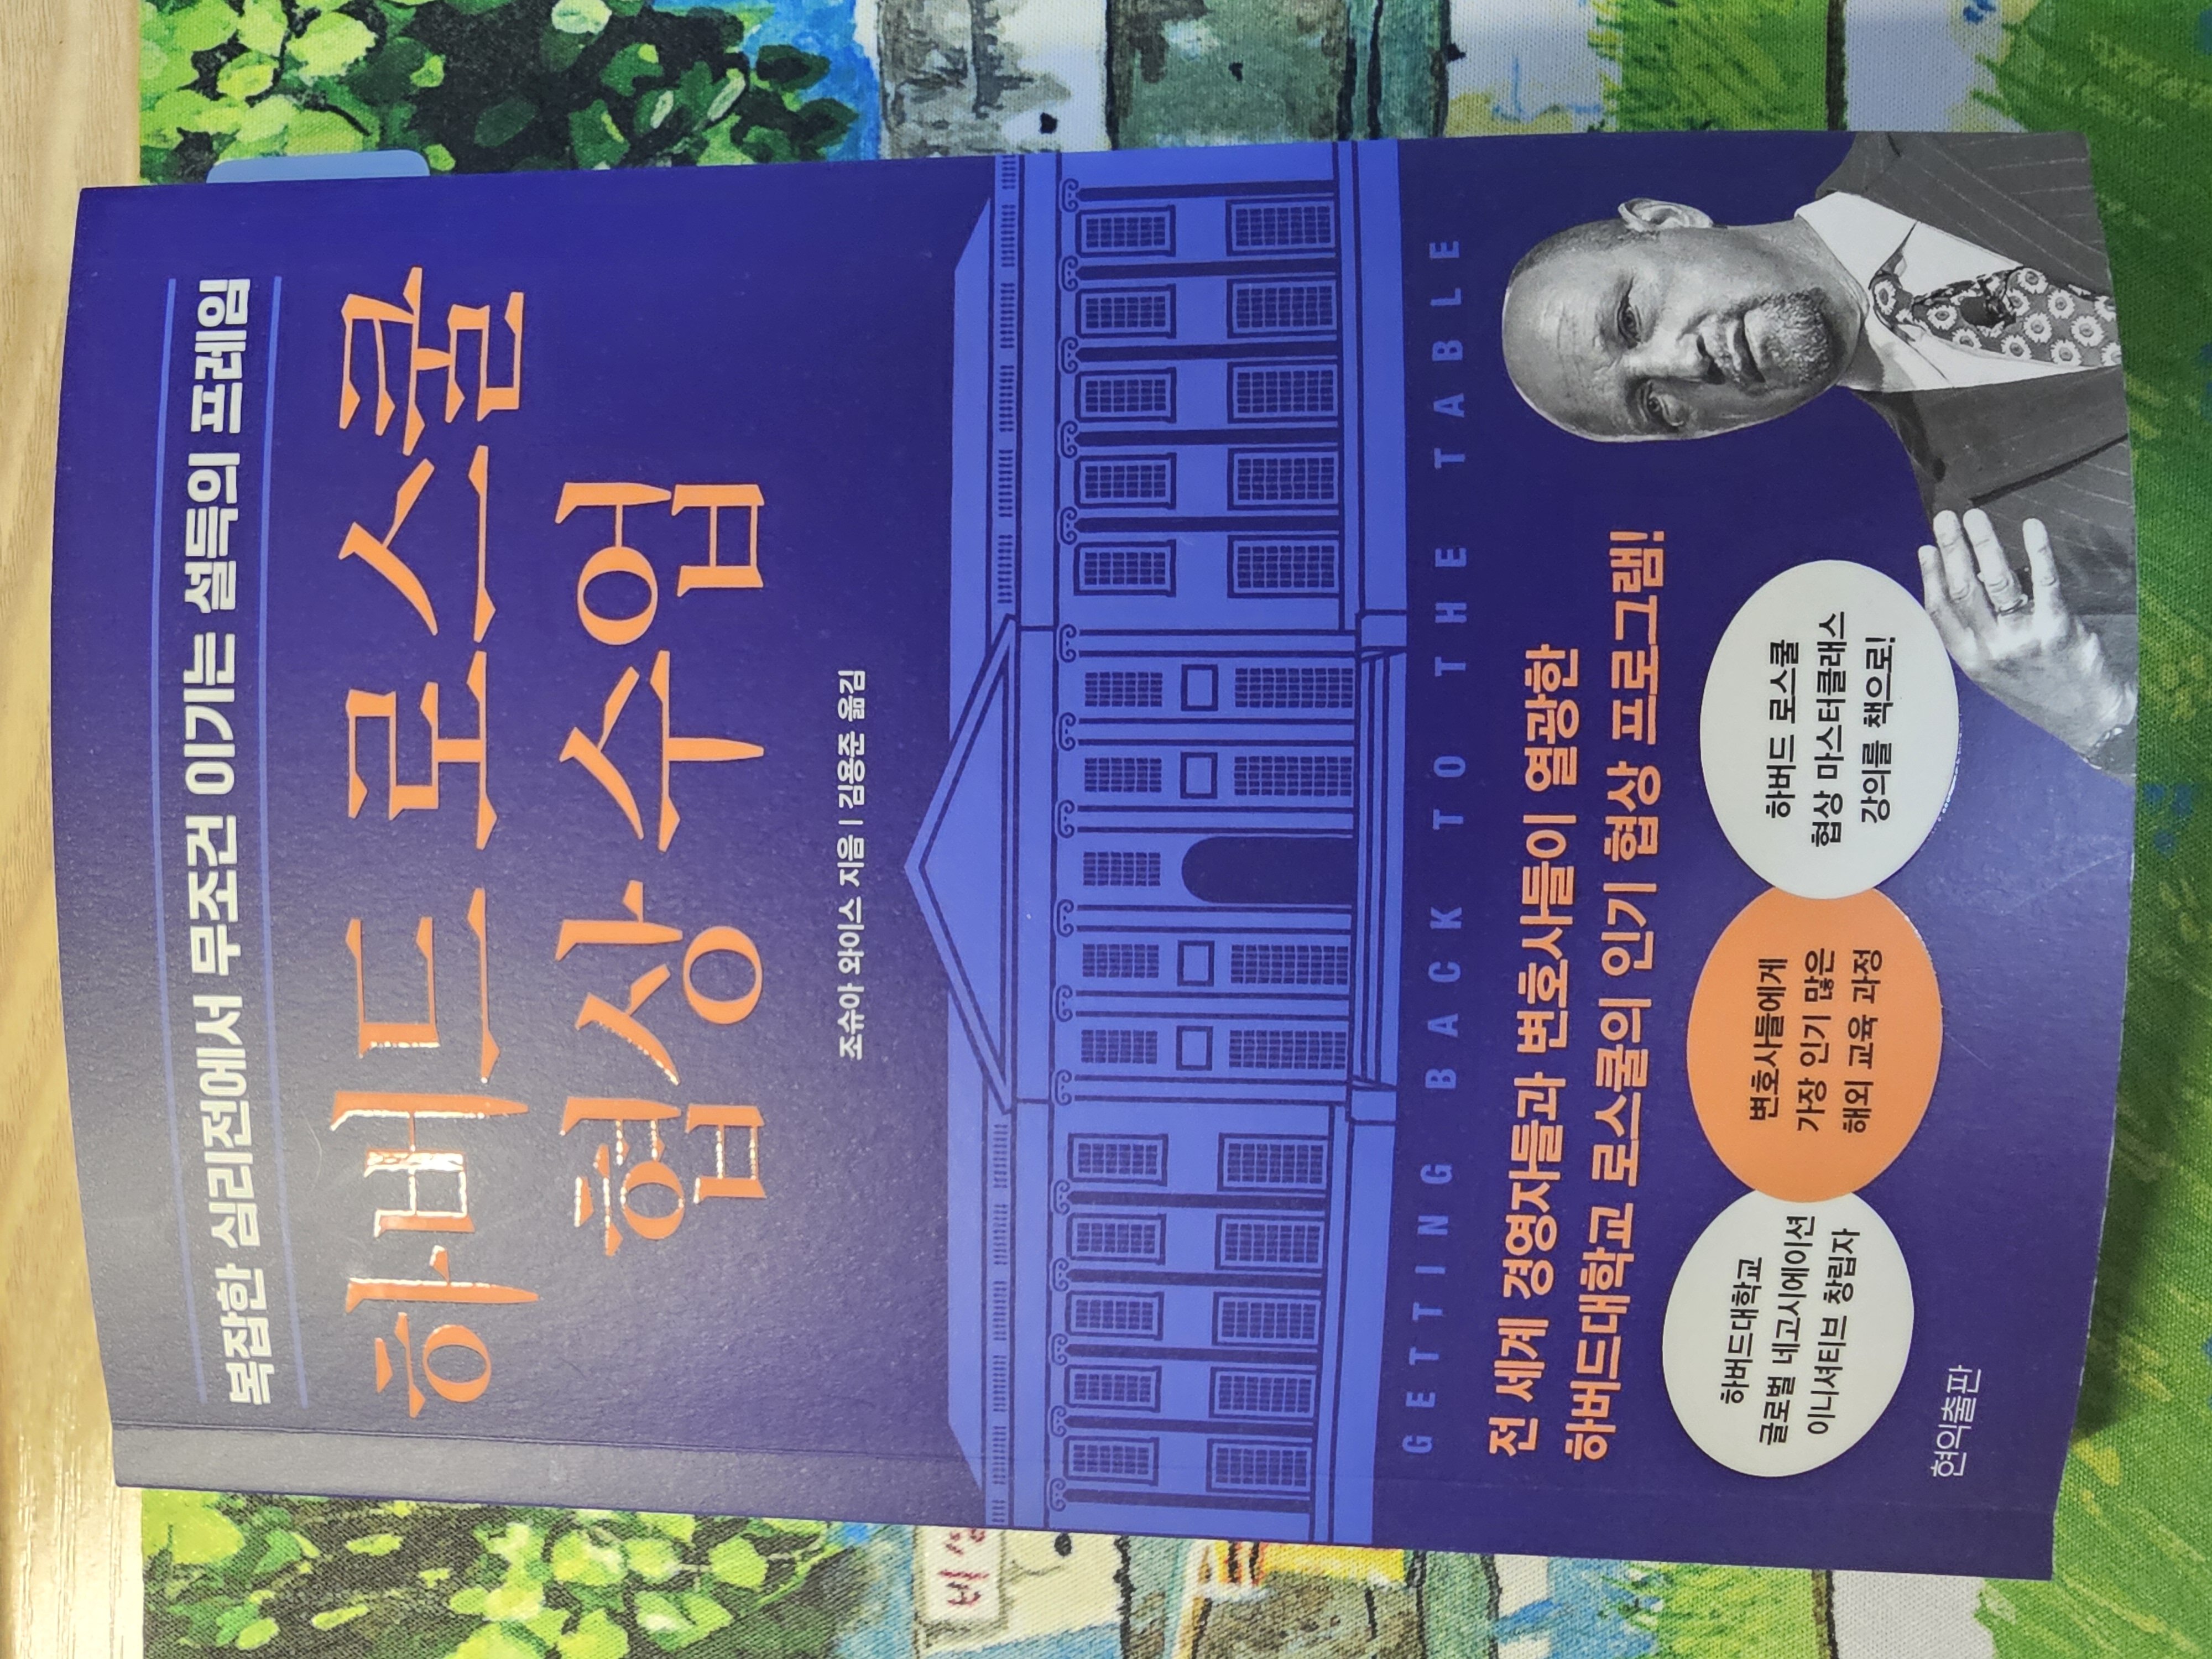 복잡한 심리전에서 무조건 이기는 설득의 프레임
하버드 로스쿨
협상 수업
조슈아 와이스 지음 | 김용준 옮김
GETTING BACK TO THE TABLE
전 세계 경영자들과 변호사들이 열광한
하버드대학교 로스쿨의 인기 협상 프로그램!
하버드대학교
글로벌 네고시에이션
이니셔티브 창립자
변호사들에게
가장 인기 많은
해외 교육 과정
하버드 로스쿨
협상 마스터클래스
강의를 책으로!
현익출판